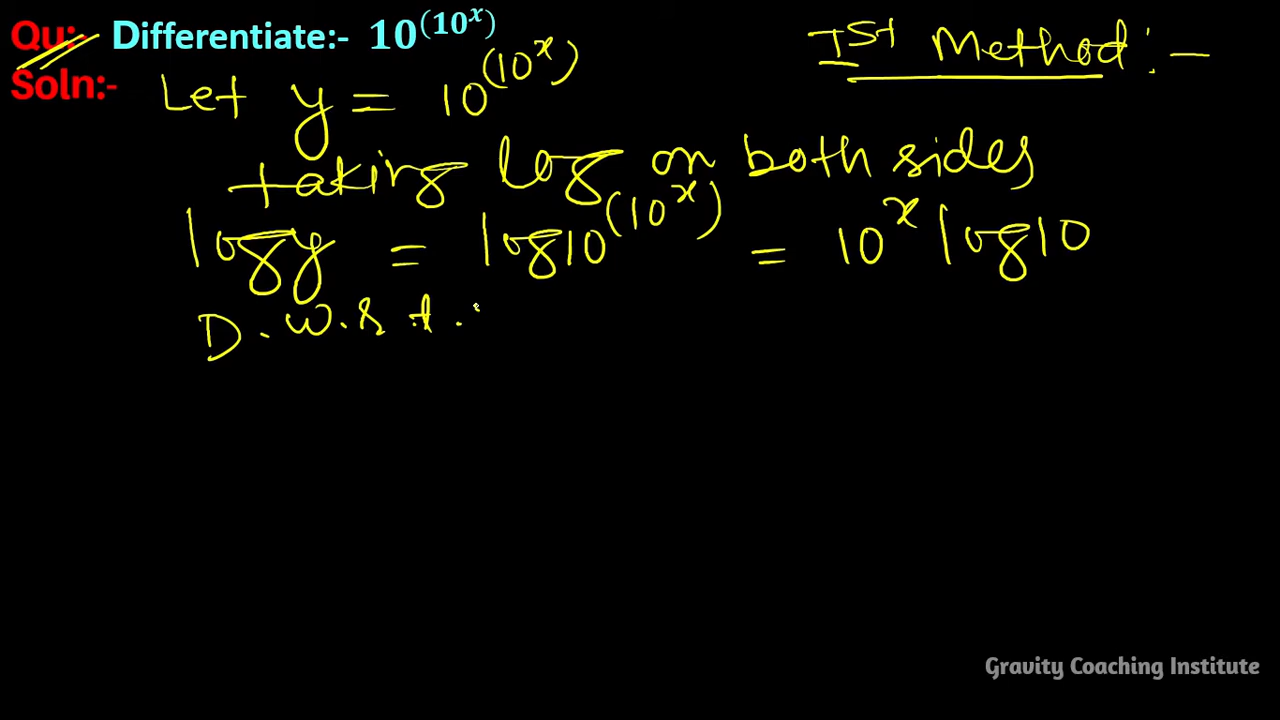 Qu:- Differentiate:- 10^(10^x)
Ist Method:-
Soln:- Let y = 10^(10^x)
taking log on both sides
log y = log 10^(10^x) = 10^x log 10
D.w.r.t.
Gravity Coaching Institute